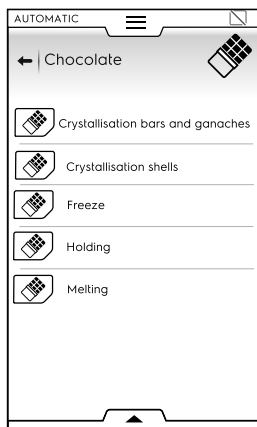 AUTOMATIC
Chocolate
Crystallisation bars and ganaches
Crystallisation shells
Freeze
Holding
Melting